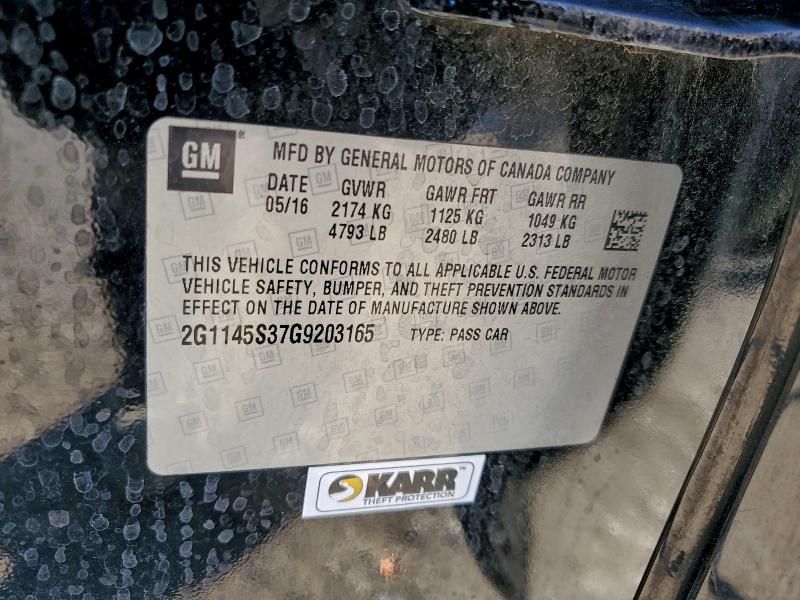 GM® MFD BY GENERAL MOTORS OF CANADA COMPANY
DATE GVWR GAWR FRT GAWR RR
05/16 2174 KG 1125 KG 1049 KG
4793 LB 2480 LB 2313 LB
THIS VEHICLE CONFORMS TO ALL APPLICABLE U.S. FEDERAL MOTOR
VEHICLE SAFETY, BUMPER, AND THEFT PREVENTION STANDARDS IN
EFFECT ON THE DATE OF MANUFACTURE SHOWN ABOVE.
2G1145S37G9203165 TYPE: PASS CAR
KARR™
THEFT PROTECTION